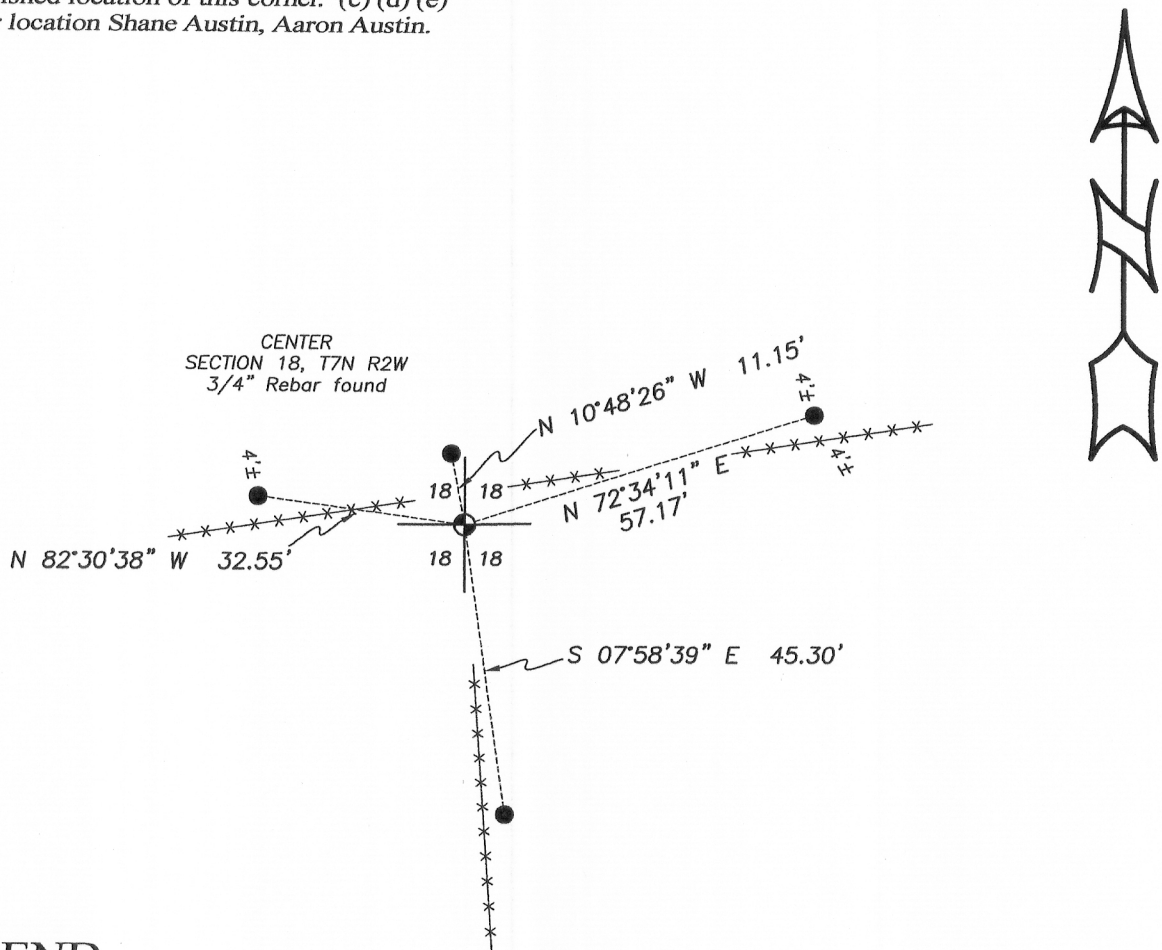 ished location of this corner. (c) (d) (e)
location Shane Austin, Aaron Austin.
CENTER
SECTION 18, T7N R2W
3/4" Rebar found
N 10°48'26" W 11.15'
4'±
4'±
4'±
18 18
N 72°34'11" E
57.17'
N 82°30'38" W 32.55'
18 18
S 07°58'39" E 45.30'
N